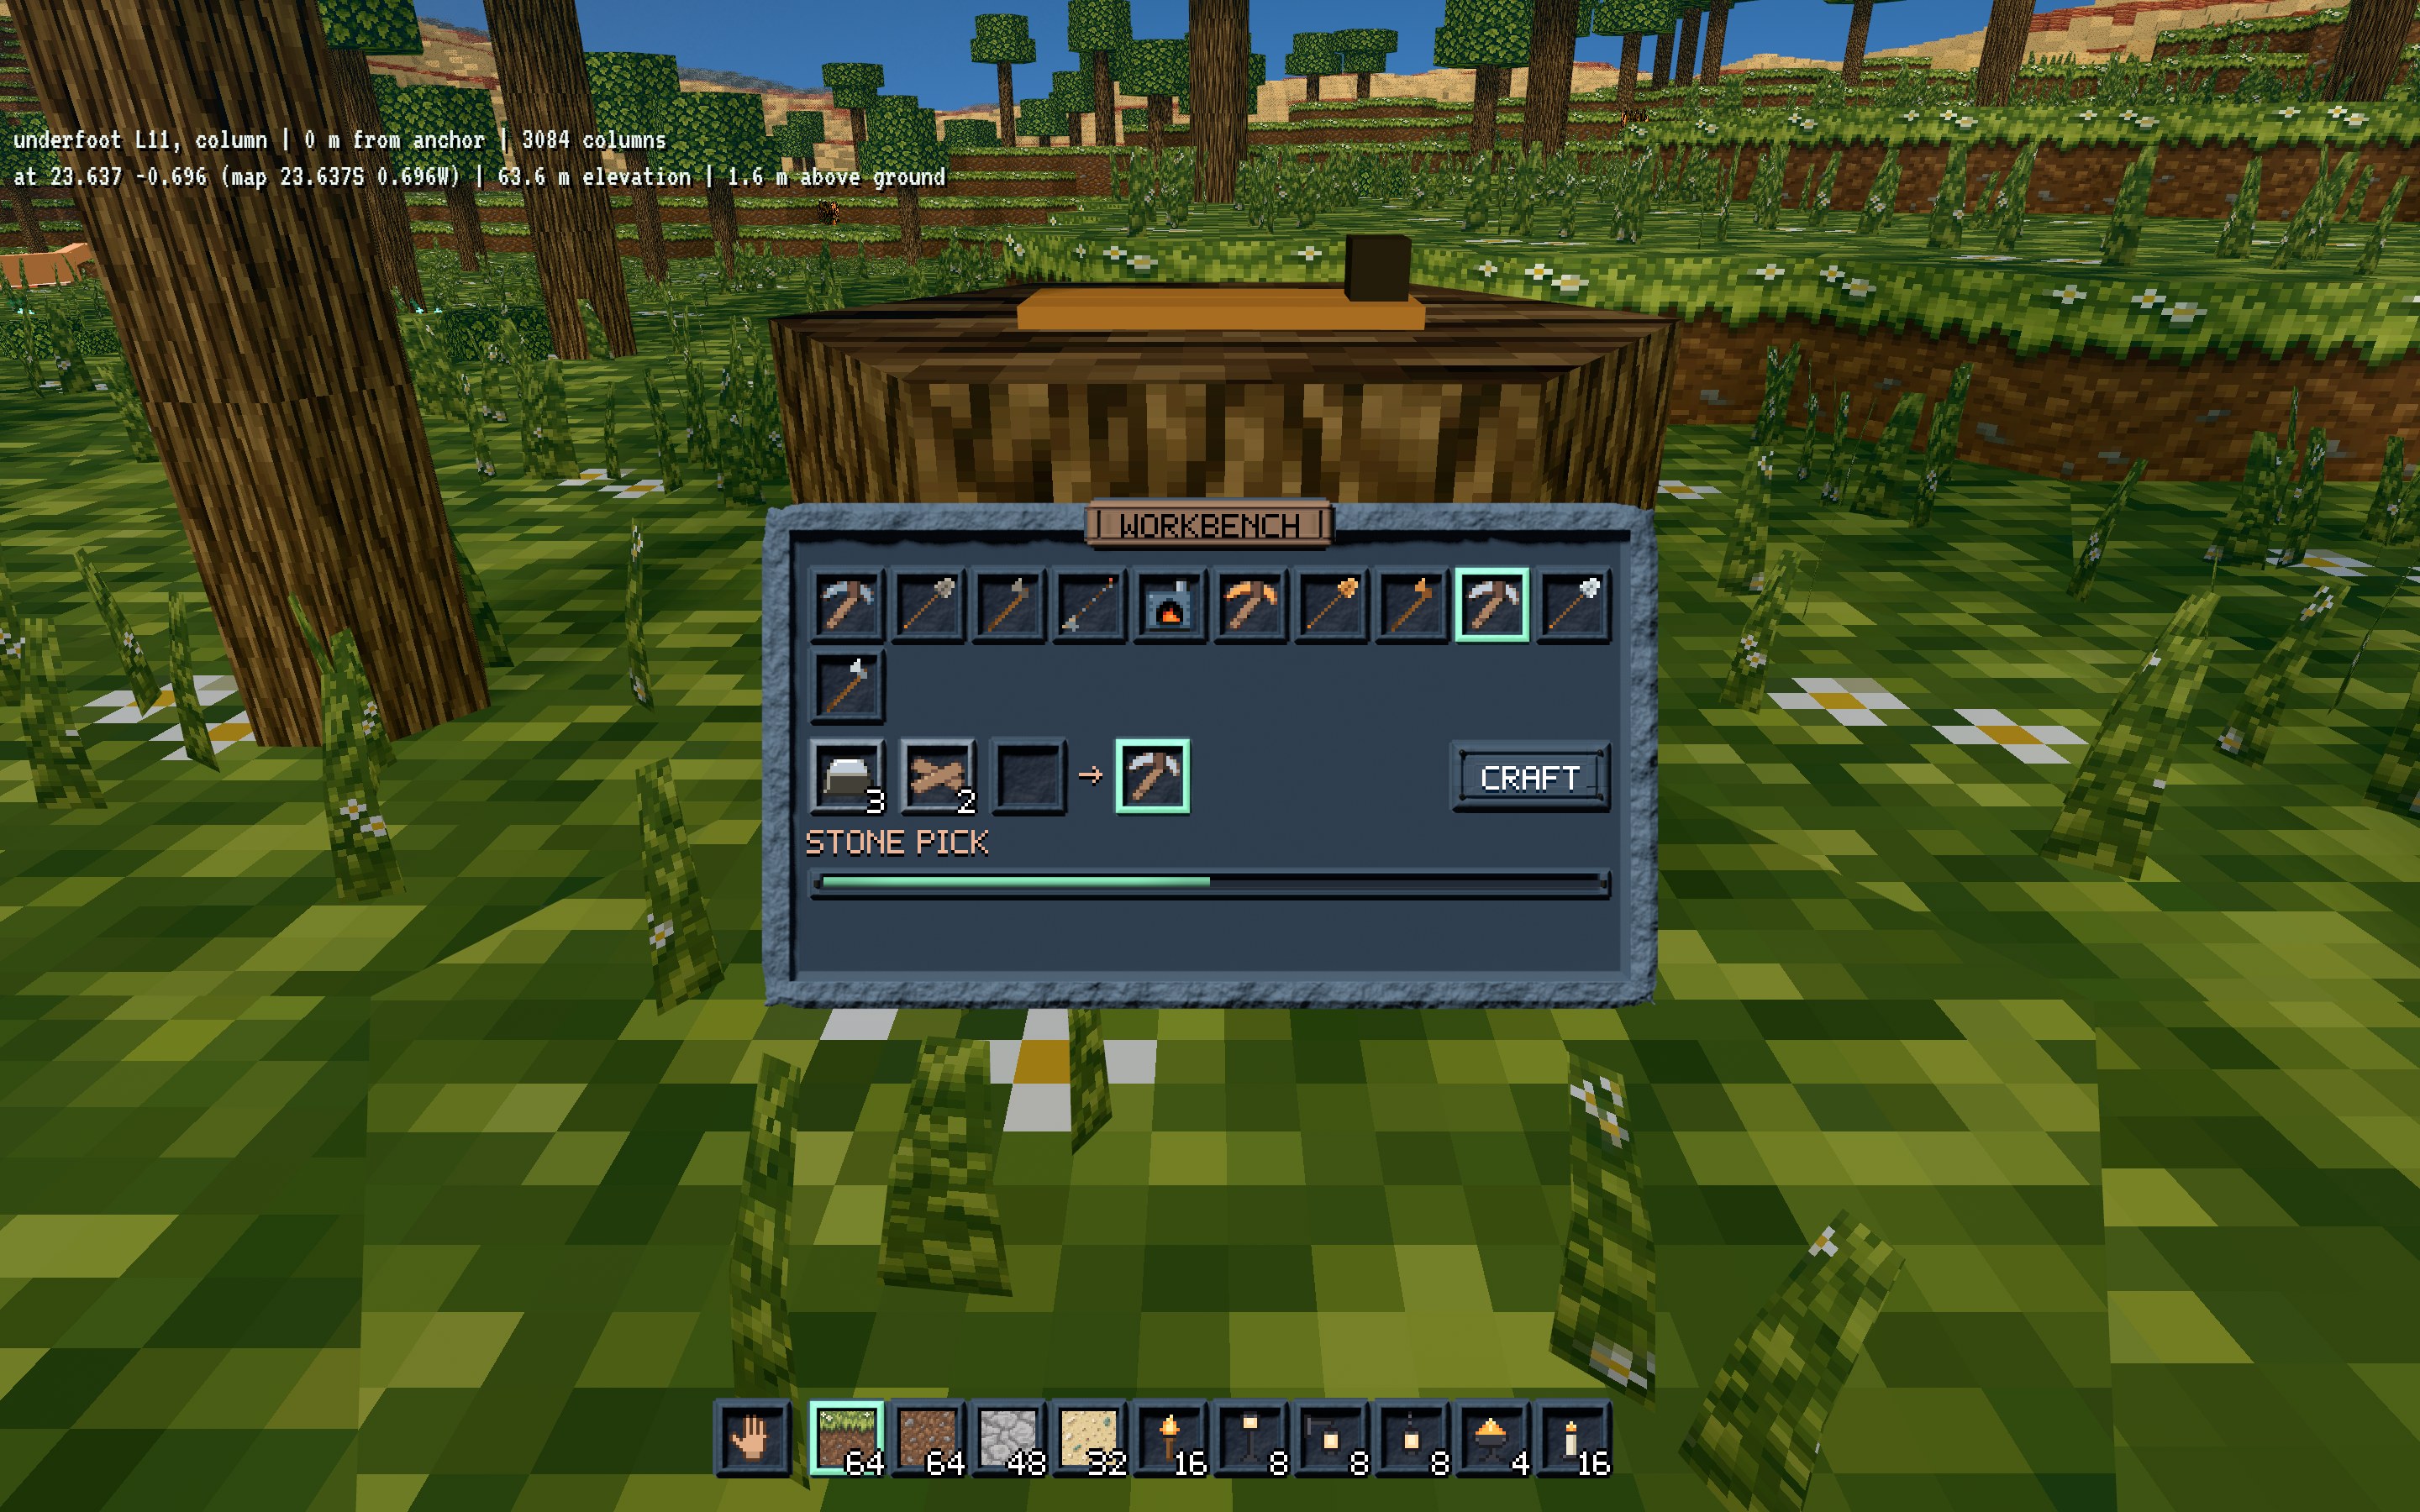 underfoot L11, column | 0 m from anchor | 3084 columns
at 23.637 -0.696 (map 23.637S 0.696W) | 63.6 m elevation | 1.6 m above ground
WORKBENCH
3 2
CRAFT
STONE PICK
64 64 48 32 16 8 8 8 4 16